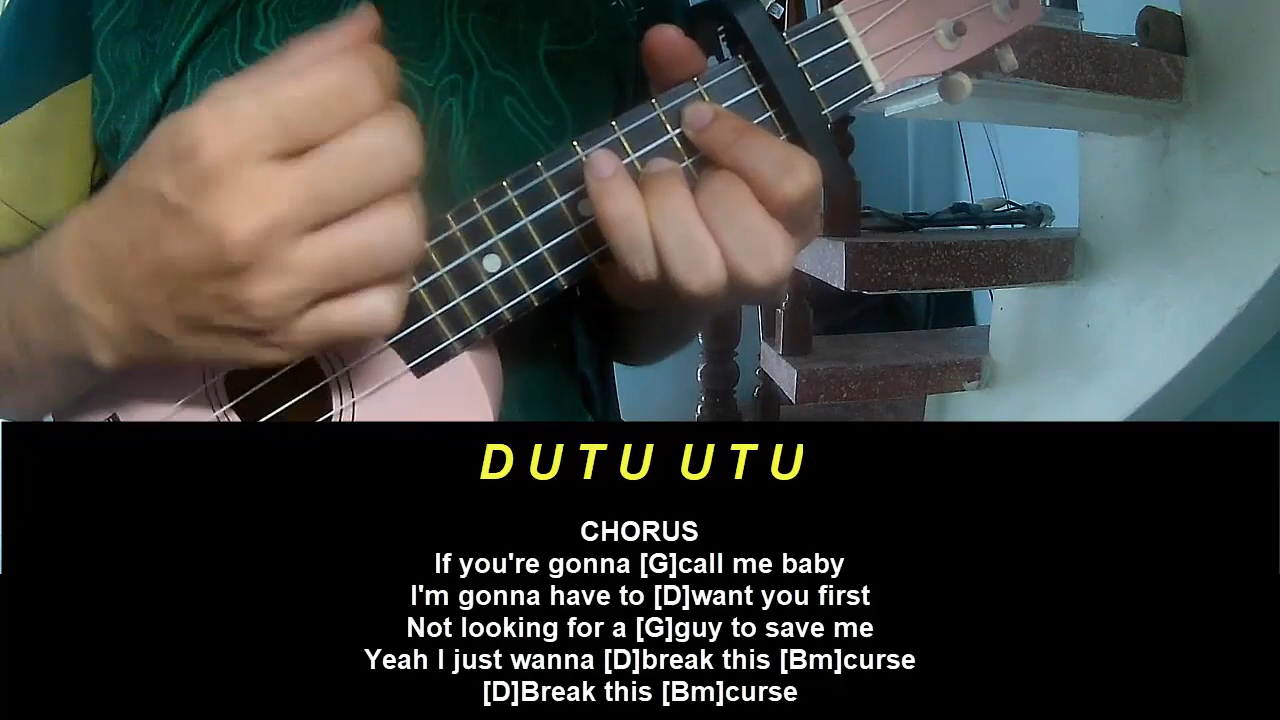 D U T U U T U
CHORUS
If you're gonna [G]call me baby
I'm gonna have to [D]want you first
Not looking for a [G]guy to save me
Yeah I just wanna [D]break this [Bm]curse
[D]Break this [Bm]curse